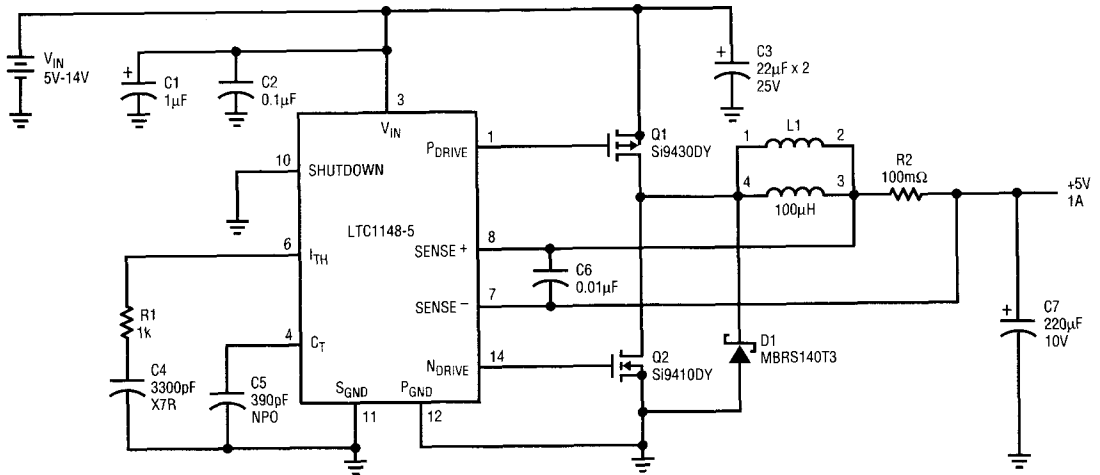 VIN
5V-14V
+
C1
1µF
C2
0.1µF
3
VIN
+
C3
22µF x 2
25V
1
PDRIVE
Q1
Si9430DY
1
L1
2
4
3
100µH
R2
100mΩ
+5V
1A
10
SHUTDOWN
LTC1148-5
6
ITH
8
SENSE +
C6
0.01µF
7
SENSE –
R1
1k
4
CT
C4
3300pF
X7R
C5
390pF
NPO
14
NDRIVE
Q2
Si9410DY
D1
MBRS140T3
+
C7
220µF
10V
SGND
11
PGND
12